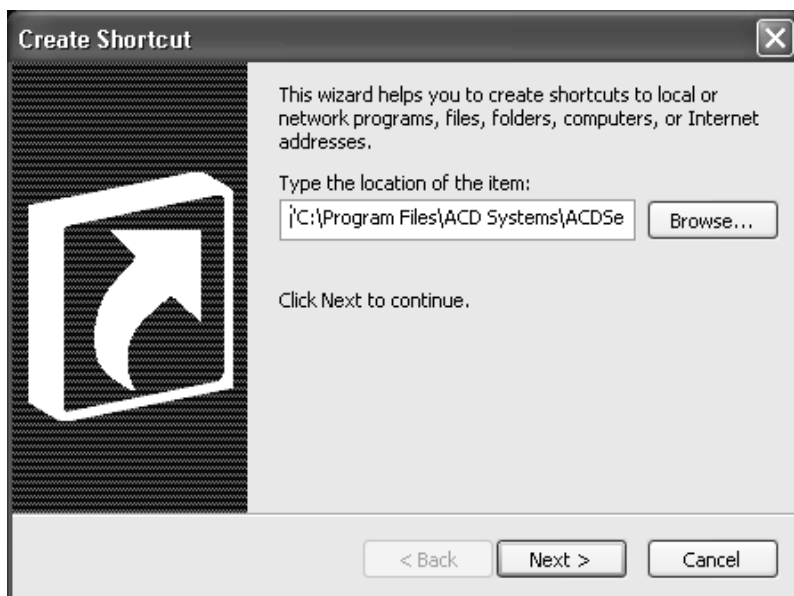 Create Shortcut
This wizard helps you to create shortcuts to local or
network programs, files, folders, computers, or Internet
addresses.
Type the location of the item:
"C:\Program Files\ACD Systems\ACDSe
Browse...
Click Next to continue.
< Back
Next >
Cancel